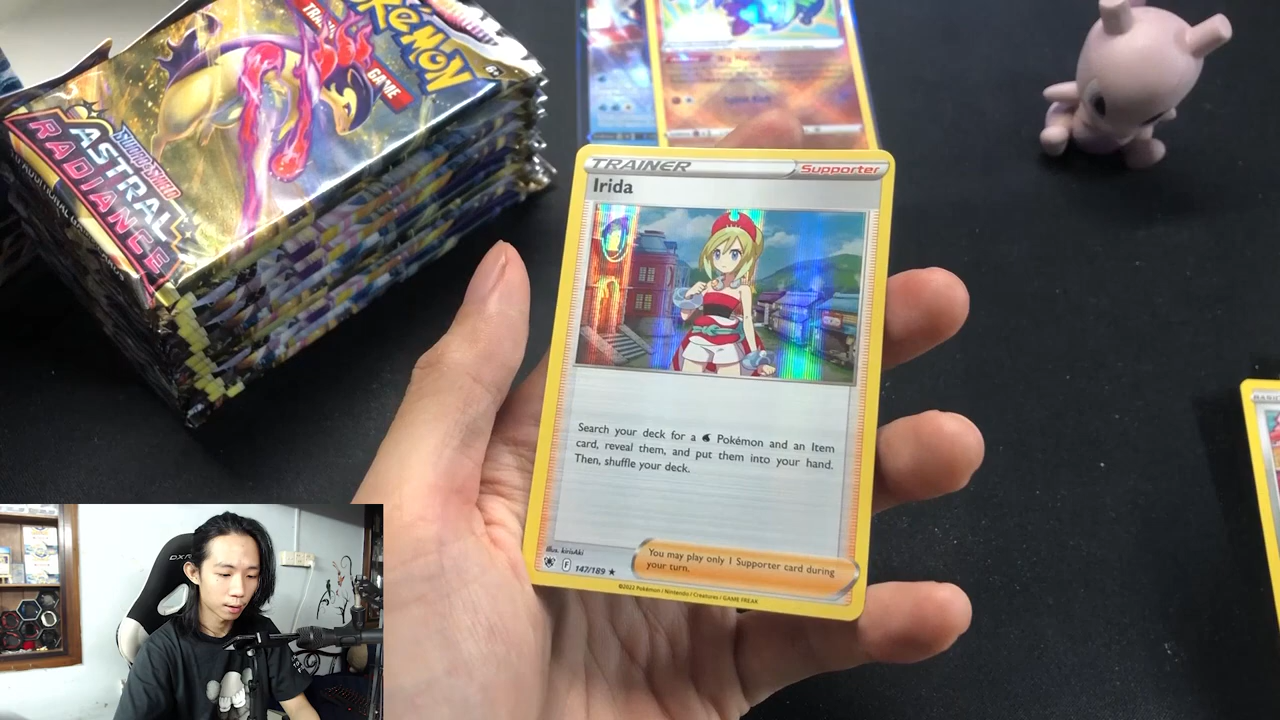 POKÉMON
TRADING CARD GAME
SWORD & SHIELD
ASTRAL
RADIANCE
TRAINER
Supporter
Irida
Search your deck for a Pokémon and an Item
card, reveal them, and put them into your hand.
Then, shuffle your deck.
illus. kirisAki
F 147/189 ★
You may play only 1 Supporter card during
your turn.
©2022 Pokémon / Nintendo / Creatures / GAME FREAK
BASIC
DXR